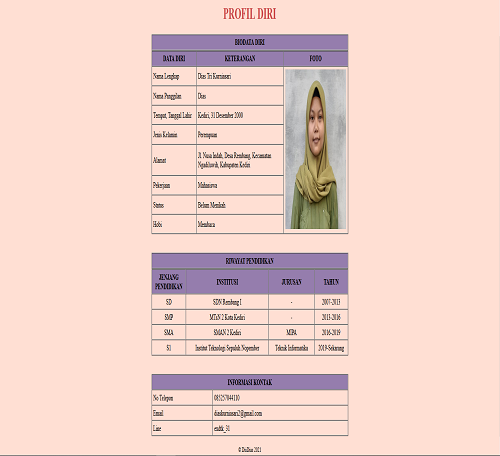 PROFIL DIRI
BIODATA DIRI
DATA DIRI KETERANGAN FOTO
Nama Lengkap Dias Tri Kurniasari
Nama Panggilan Dias
Tempat, Tanggal Lahir Kediri, 31 Desember 2000
Jenis Kelamin Perempuan
Alamat Jl. Nusa Indah, Desa Rembang, Kecamatan
Ngadiluwih, Kabupaten Kediri
Pekerjaan Mahasiswa
Status Belum Menikah
Hobi Membaca
RIWAYAT PENDIDIKAN
JENJANG
PENDIDIKAN INSTITUSI JURUSAN TAHUN
SD SDN Rembang I - 2007-2013
SMP MTsN 2 Kota Kediri - 2013-2016
SMA SMAN 2 Kediri MIPA 2016-2019
S1 Institut Teknologi Sepuluh Nopember Teknik Informatika 2019-Sekarang
INFORMASI KONTAK
No Telepon 085257044110
Email diaskurniasari2@gmail.com
Line 31
© 2021